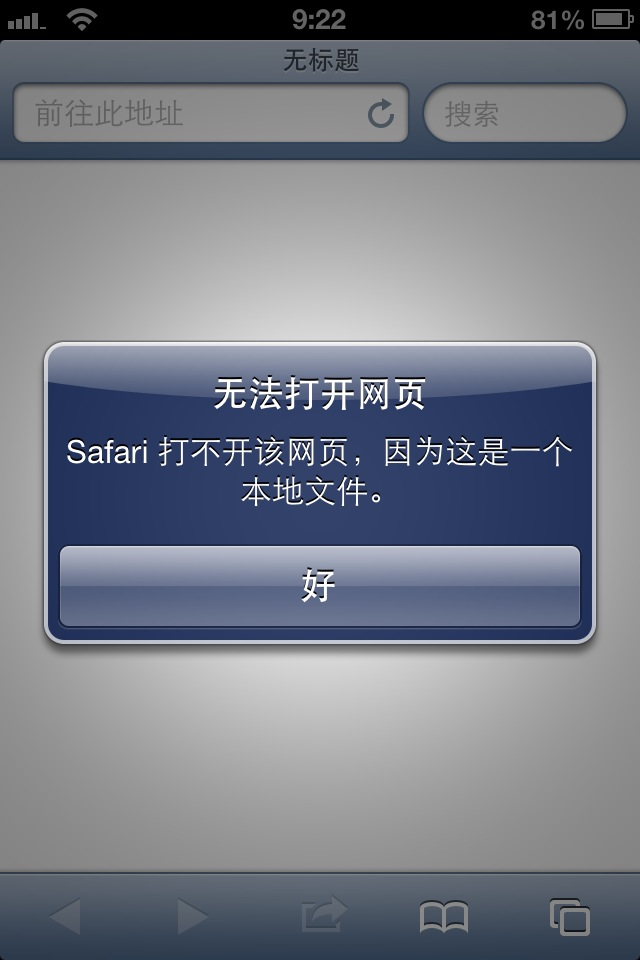 9:22
81%
无标题
前往此地址
搜索
无法打开网页
Safari 打不开该网页，因为这是一个
本地文件。
好